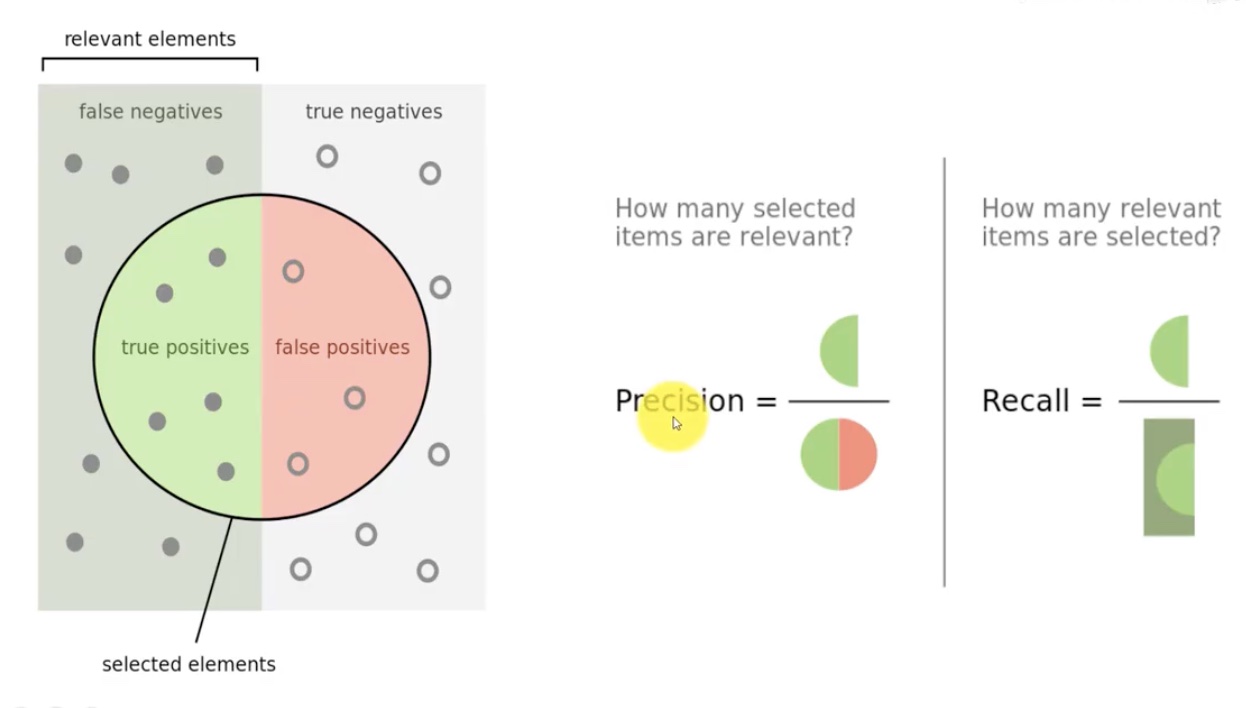 relevant elements
false negatives
true negatives
true positives
false positives
selected elements
How many selected
items are relevant?
Precision =
How many relevant
items are selected?
Recall =